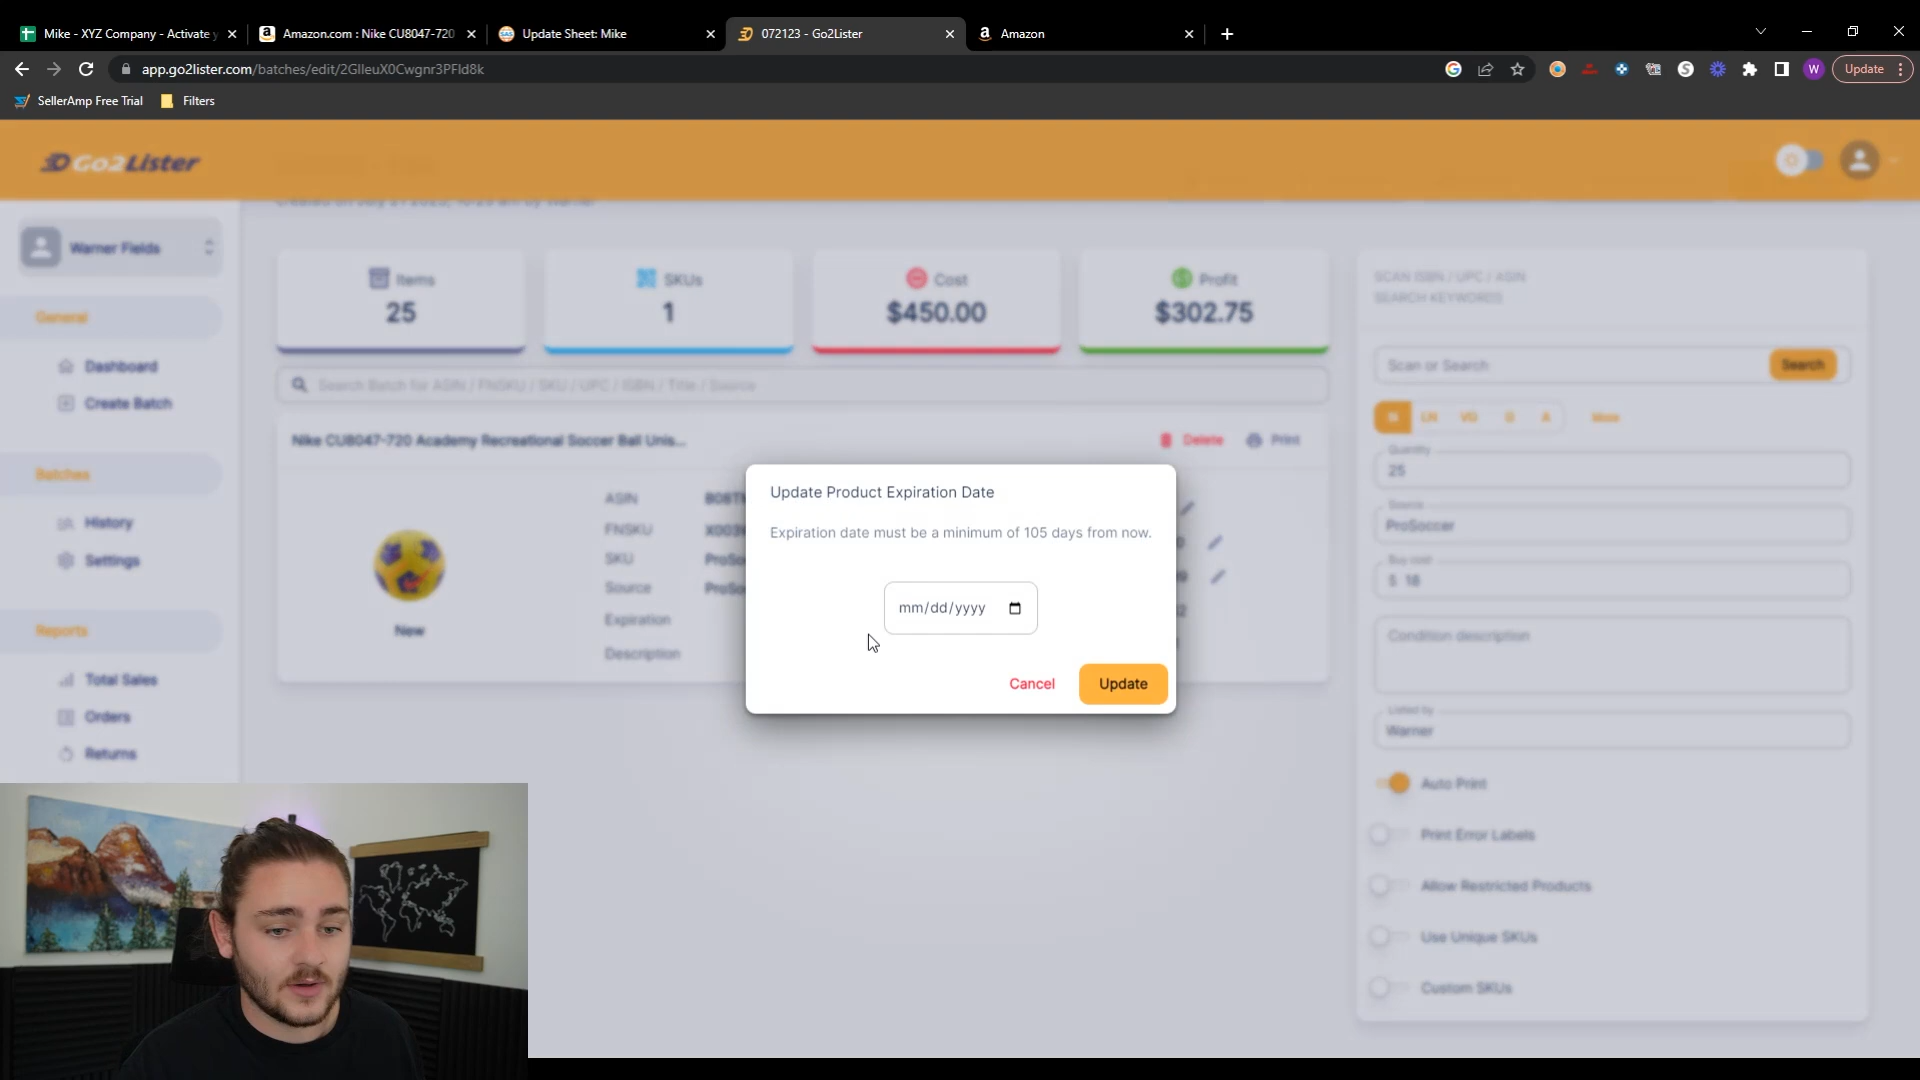 Mike - XYZ Company - Activate y
Amazon.com : Nike CU8047-720
Update Sheet: Mike
072123 - Go2Lister
Amazon
app.go2lister.com/batches/edit/2GlleuX0Cwgnr3PFld8k
W
Update
SellerAmp Free Trial
Filters
Go2Lister
Warner Fields
General
Dashboard
Create Batch
Batches
History
Settings
Reports
Total Sales
Orders
Returns
Items
25
SKUs
1
Cost
$450.00
Profit
$302.75
Search Batch for ASIN / FNSKU / SKU / UPC / ISBN / Title / Source
Nike CU8047-720 Academy Recreational Soccer Ball Unis...
Delete
Print
New
ASIN
FNSKU
SKU
Source
Expiration
Description
Update Product Expiration Date
Expiration date must be a minimum of 105 days from now.
mm/dd/yyyy
Cancel
Update
SCAN ISBN / UPC / ASIN
SEARCH KEYWORDS
Scan or Search
Search
N LN VG G A More
Quantity
25
Source
ProSoccer
Buy cost
$ 18
Condition description
Listed by
Warner
Auto Print
Print Error Labels
Allow Restricted Products
Use Unique SKUs
Custom SKUs